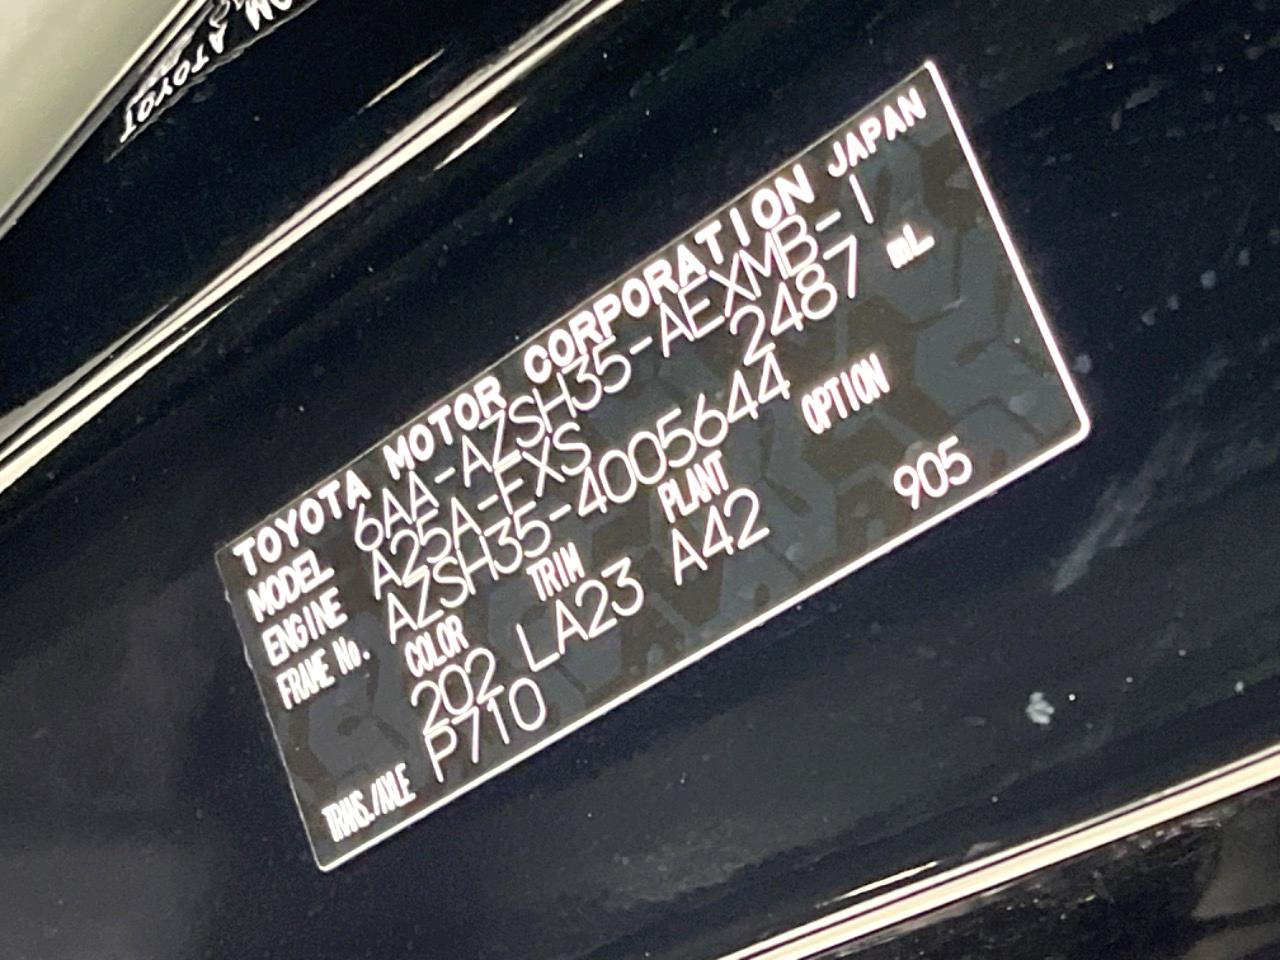 TOYOTA MOTOR CORPORATION JAPAN
MODEL 6AA-AZSH35-AEXMB-1
ENGINE A25A-FXS 2487 mL
FRAME No. AZSH35-4005644
COLOR TRIM PLANT OPTION
202 LA23 A42 905
TRANS./AXLE P710